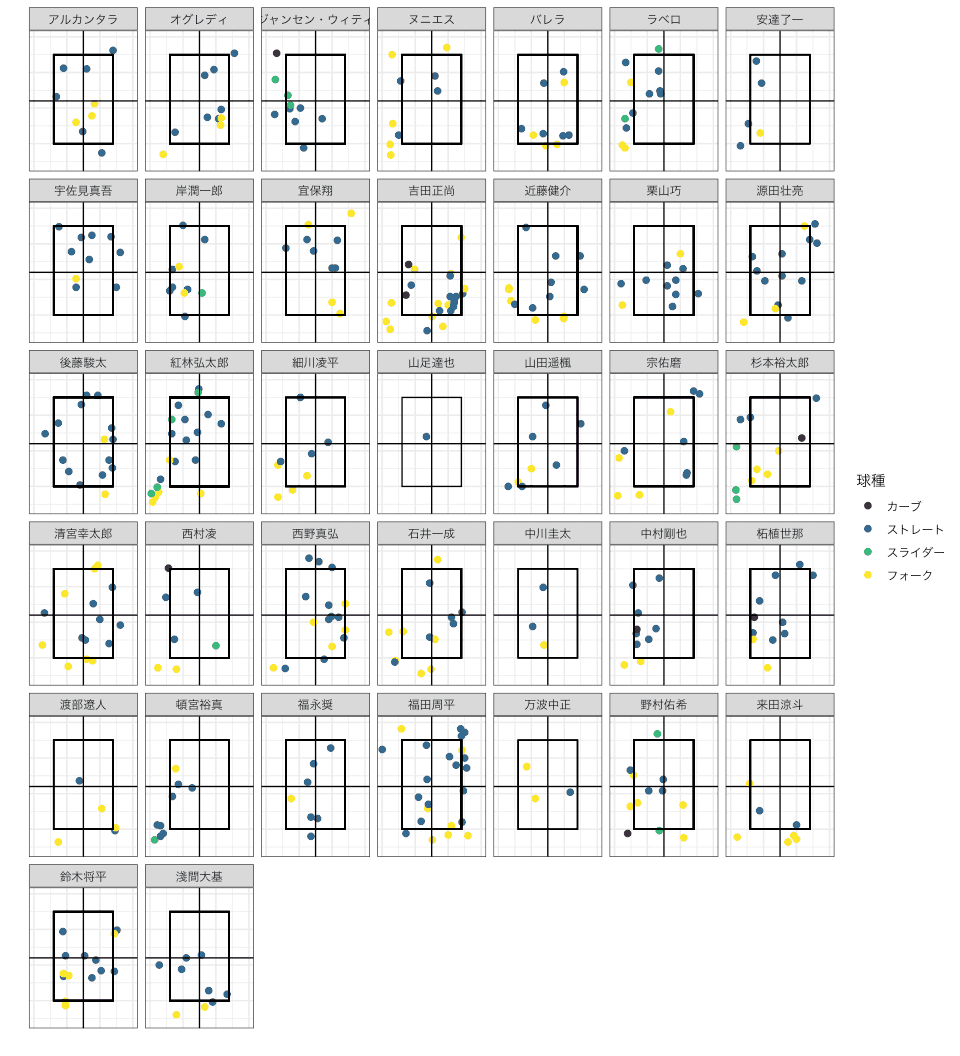 アルカンタラ
オグレディ
ジャンセン・ウィティ
ヌニエス
バレラ
ラベロ
安達了一
宇佐見真吾
岸潤一郎
宜保翔
吉田正尚
近藤健介
栗山巧
源田壮亮
後藤駿太
紅林弘太郎
細川凌平
山足達也
山田遥楓
宗佑磨
杉本裕太郎
清宮幸太郎
西村凌
西野真弘
石井一成
中川圭太
中村剛也
柘植世那
渡部遼人
頓宮裕真
福永奨
福田周平
万波中正
野村佑希
来田涼斗
鈴木将平
淺間大基
球種
カーブ
ストレート
スライダー
フォーク